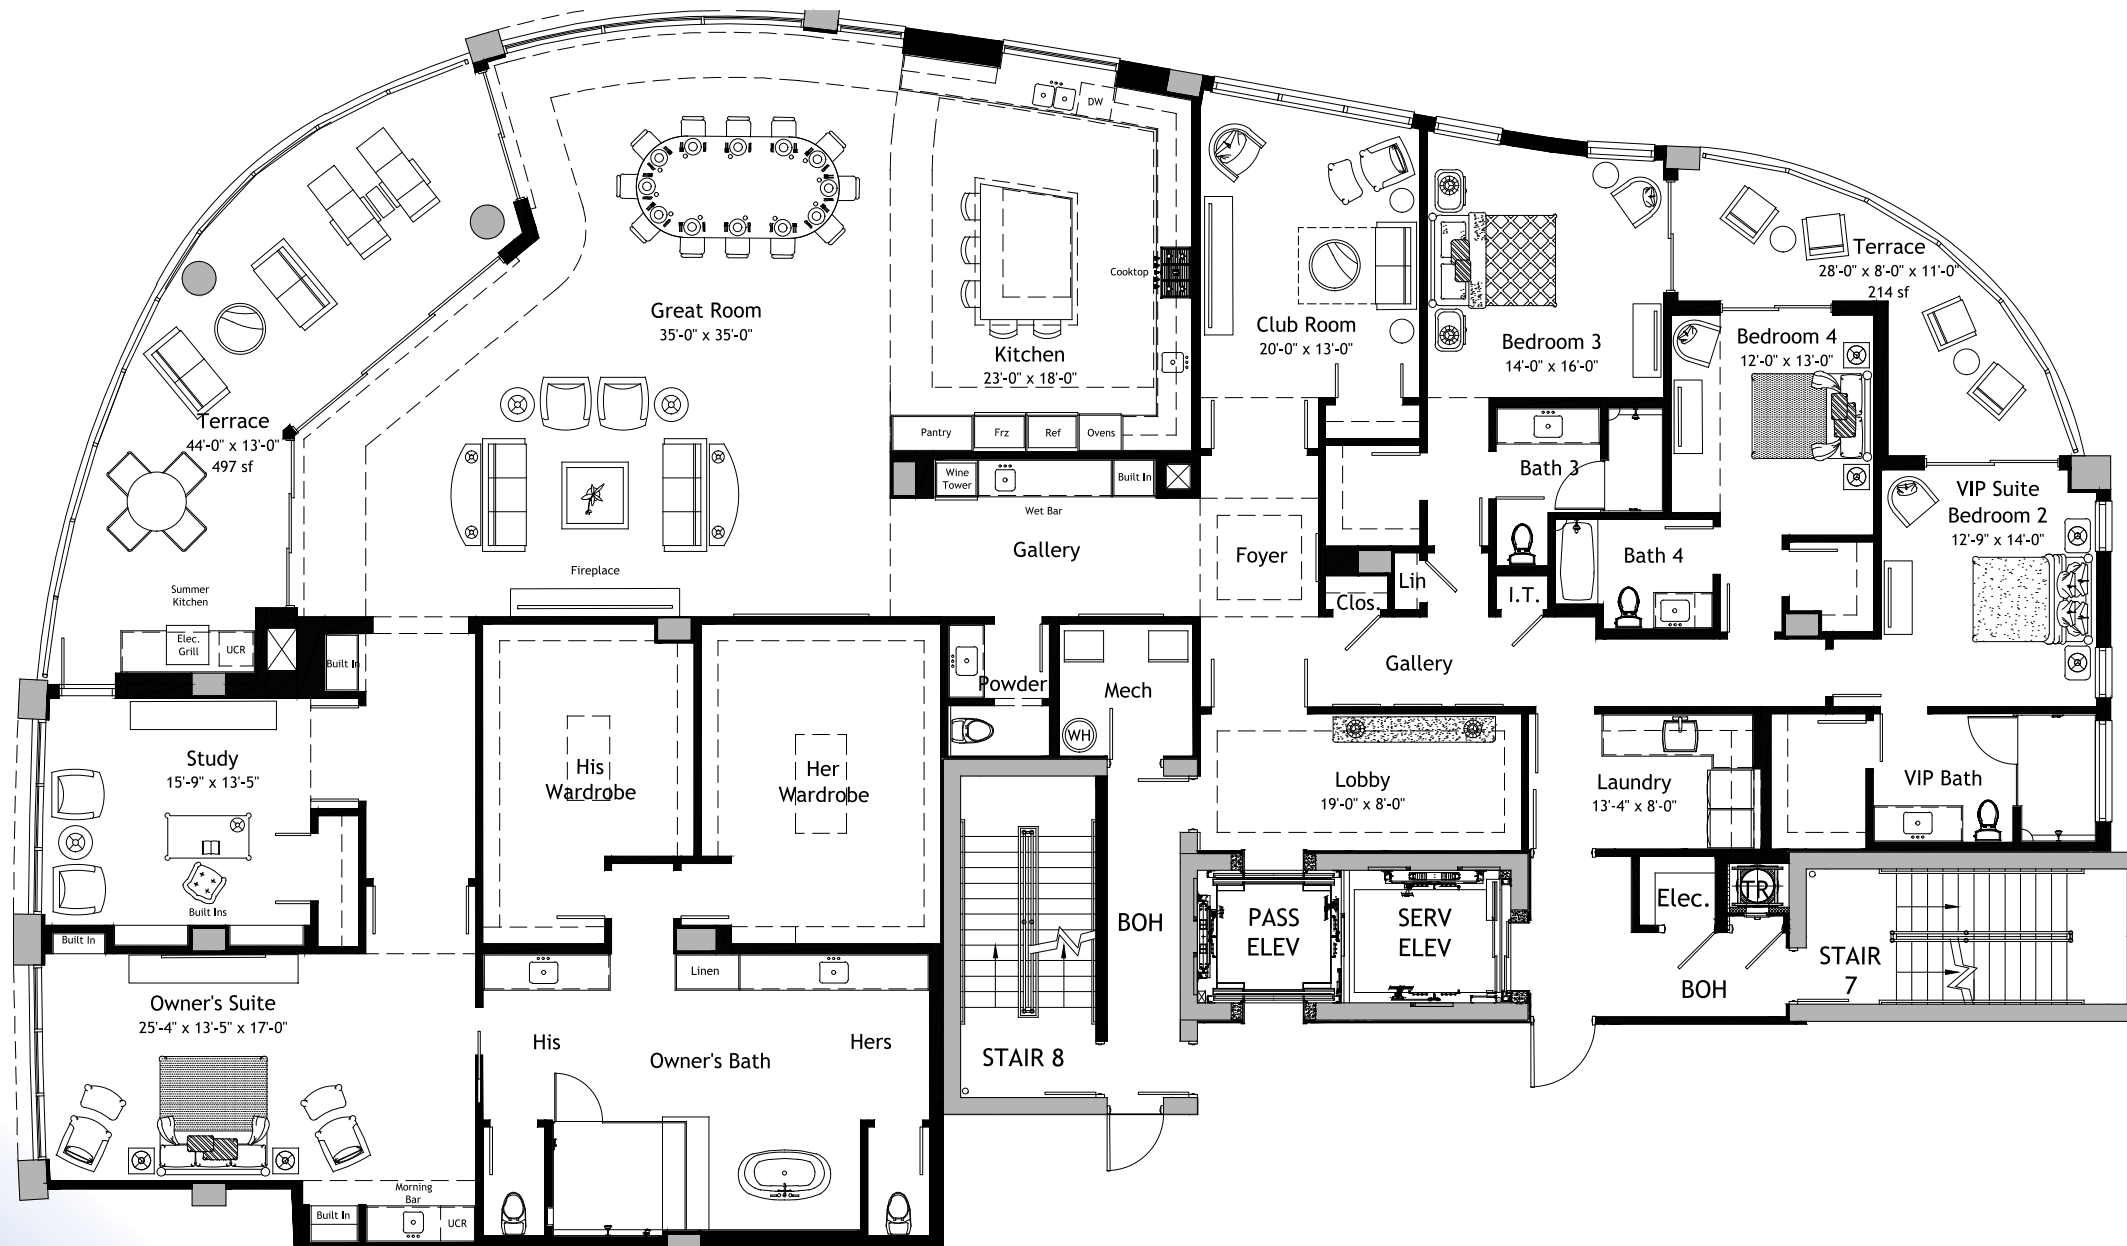 DW
Cooktop
Great Room
35'-0" x 35'-0"
Kitchen
23'-0" x 18'-0"
Club Room
20'-0" x 13'-0"
Bedroom 3
14'-0" x 16'-0"
Terrace
28'-0" x 8'-0" x 11'-0"
214 sf
Bedroom 4
12'-0" x 13'-0"
Terrace
44'-0" x 13'-0"
497 sf
Pantry
Frz
Ref
Ovens
Wine
Tower
Built In
Wet Bar
Bath 3
VIP Suite
Bedroom 2
12'-9" x 14'-0"
Gallery
Foyer
Bath 4
Fireplace
Lin
Clos.
I.T.
Summer
Kitchen
Elec.
Grill
UCR
Built In
Gallery
Powder
Mech
WH
Study
15'-9" x 13'-5"
His
Wardrobe
Her
Wardrobe
Lobby
19'-0" x 8'-0"
Laundry
13'-4" x 8'-0"
VIP Bath
Built Ins
Built In
BOH
PASS
ELEV
SERV
ELEV
Elec.
TR
STAIR
7
BOH
Linen
Owner's Suite
25'-4" x 13'-5" x 17'-0"
His
Owner's Bath
Hers
STAIR 8
Morning
Bar
Built In
UCR